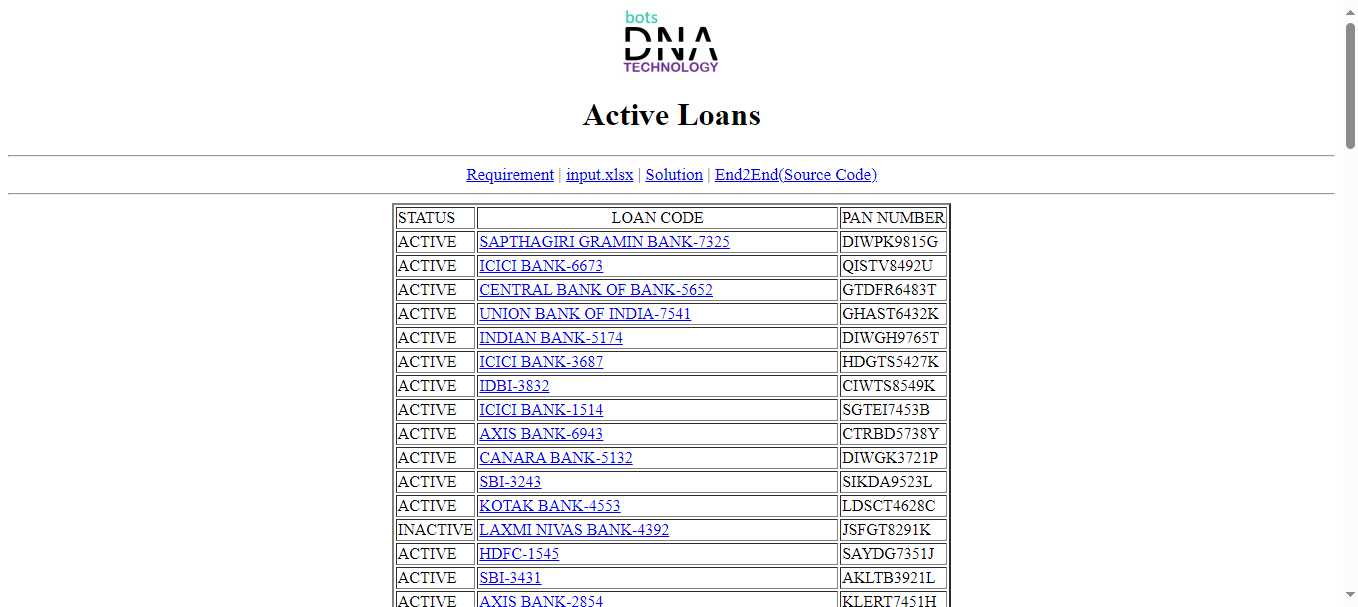 bots
DNA
TECHNOLOGY
Active Loans
Requirement | input.xlsx | Solution | End2End(Source Code)
STATUS LOAN CODE PAN NUMBER
ACTIVE SAPTHAGIRI GRAMIN BANK-7325 DIWPK9815G
ACTIVE ICICI BANK-6673 QISTV8492U
ACTIVE CENTRAL BANK OF BANK-5652 GTDFR6483T
ACTIVE UNION BANK OF INDIA-7541 GHAST6432K
ACTIVE INDIAN BANK-5174 DIWGH9765T
ACTIVE ICICI BANK-3687 HDGTS5427K
ACTIVE IDBI-3832 CIWTS8549K
ACTIVE ICICI BANK-1514 SGTEI7453B
ACTIVE AXIS BANK-6943 CTRBD5738Y
ACTIVE CANARA BANK-5132 DIWGK3721P
ACTIVE SBI-3243 SIKDA9523L
ACTIVE KOTAK BANK-4553 LDSCT4628C
INACTIVE LAXMI NIVAS BANK-4392 JSFGT8291K
ACTIVE HDFC-1545 SAYDG7351J
ACTIVE SBI-3431 AKLTB3921L
ACTIVE AXIS BANK-2854 KLERT7451H